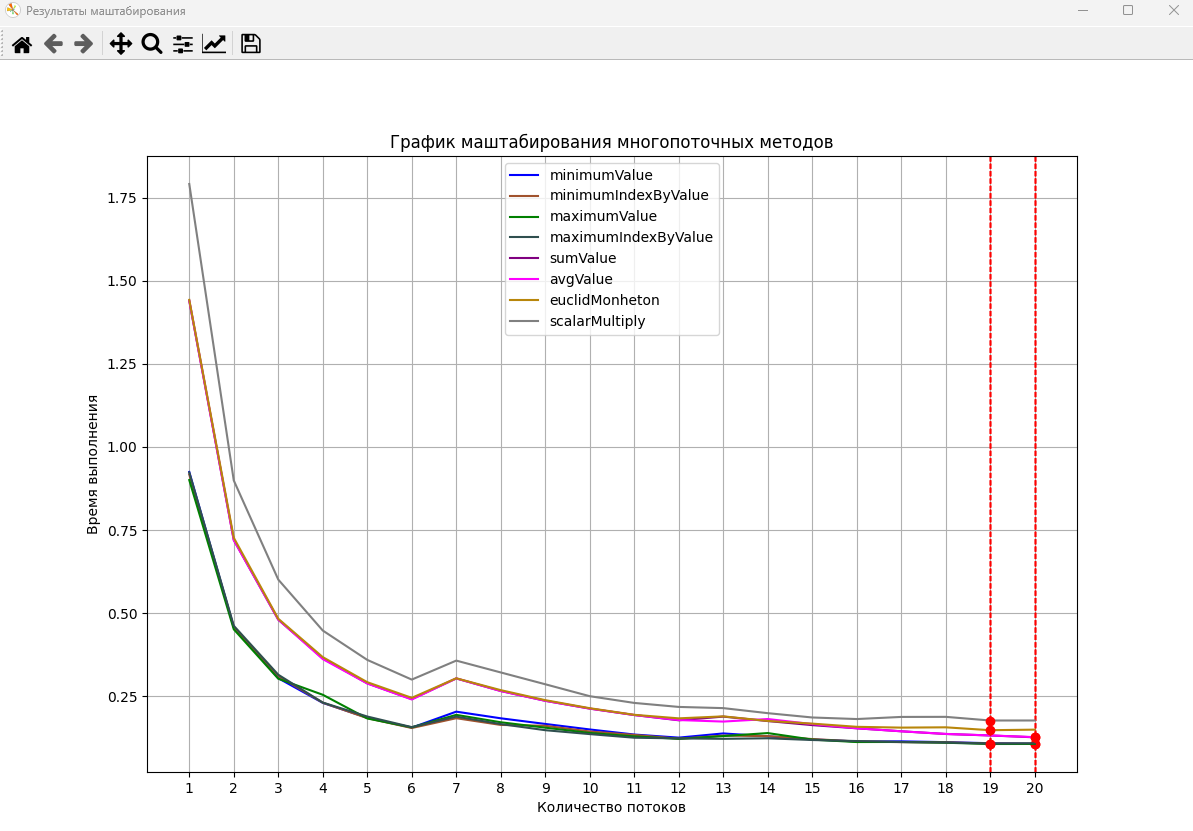 Результаты маштабирования
График маштабирования многопоточных методов
minimumValue
minimumIndexByValue
maximumValue
maximumIndexByValue
sumValue
avgValue
euclidMonheton
scalarMultiply
Время выполнения
1.75
1.50
1.25
1.00
0.75
0.50
0.25
1 2 3 4 5 6 7 8 9 10 11 12 13 14 15 16 17 18 19 20
Количество потоков